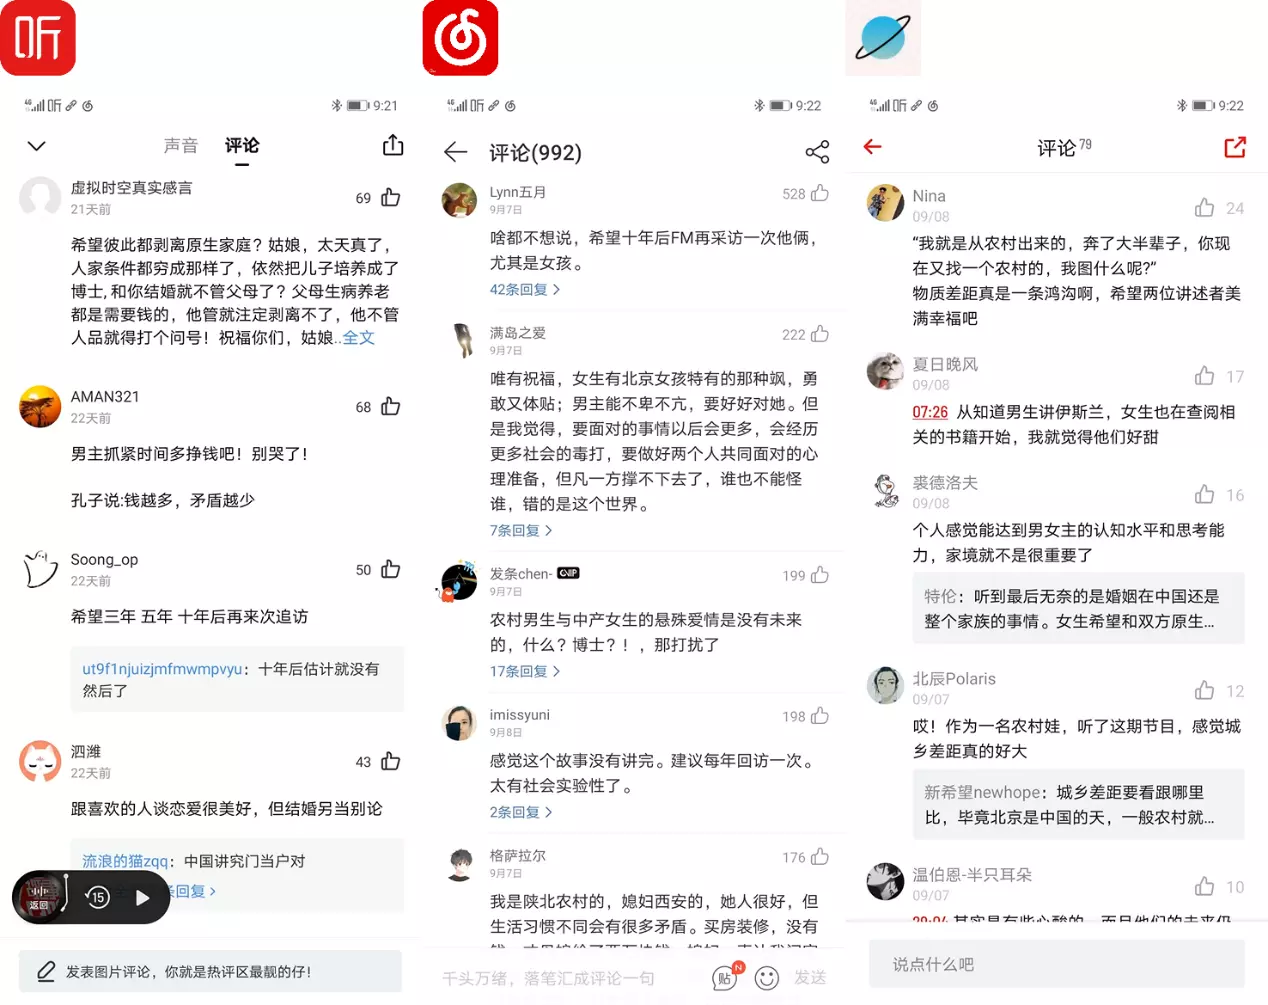 听
4G 听 9:21
声音 评论
虚拟时空真实感言
21天前
69
希望彼此都剥离原生家庭？姑娘，太天真了，
人家条件都穷成那样了，依然把儿子培养成了
博士, 和你结婚就不管父母了？父母生病养老
都是需要钱的，他管就注定剥离不了，他不管
人品就得打个问号！祝福你们，姑娘..全文
AMAN321
22天前
68
男主抓紧时间多挣钱吧！别哭了！
孔子说:钱越多，矛盾越少
Soong_op
22天前
50
希望三年 五年 十年后再来次追访
ut9f1njuizjmfmwmpvyu：十年后估计就没有
然后了
泗潍
22天前
43
跟喜欢的人谈恋爱很美好，但结婚另当别论
流浪的猫zqq：中国讲究门当户对
条回复 >
返回
15
发表图片评论，你就是热评区最靓的仔！
4G 听 9:22
评论(992)
Lynn五月
9月7日
528
啥都不想说，希望十年后FM再采访一次他俩，
尤其是女孩。
42条回复 >
满岛之爱
9月7日
222
唯有祝福，女生有北京女孩特有的那种飒，勇
敢又体贴；男主能不卑不亢，要好好对她。但
是我觉得，要面对的事情以后会更多，会经历
更多社会的毒打，要做好两个人共同面对的心
理准备，但凡一方撑不下去了，谁也不能怪
谁，错的是这个世界。
7条回复 >
发条chen-
9月7日
199
农村男生与中产女生的悬殊爱情是没有未来
的，什么？博士？！，那打扰了
17条回复 >
imissyuni
9月8日
198
感觉这个故事没有讲完。建议每年回访一次。
太有社会实验性了。
2条回复 >
格萨拉尔
9月7日
176
我是陕北农村的，媳妇西安的，她人很好，但
生活习惯不同会有很多矛盾。买房装修，没有
千头万绪，落笔汇成评论一句
贴
N
发送
4G 听 9:22
评论79
Nina
09/08
24
“我就是从农村出来的，奔了大半辈子，你现
在又找一个农村的，我图什么呢?”
物质差距真是一条鸿沟啊，希望两位讲述者美
满幸福吧
夏日晚风
09/08
17
07:26 从知道男生讲伊斯兰，女生也在查阅相
关的书籍开始，我就觉得他们好甜
裘德洛夫
09/08
16
个人感觉能达到男女主的认知水平和思考能
力，家境就不是很重要了
特伦：听到最后无奈的是婚姻在中国还是
整个家族的事情。女生希望和双方原生...
北辰Polaris
09/07
12
哎！作为一名农村娃，听了这期节目，感觉城
乡差距真的好大
新希望newhope：城乡差距要看跟哪里
比，毕竟北京是中国的天，一般农村就...
温伯恩-半只耳朵
09/07
10
说点什么吧